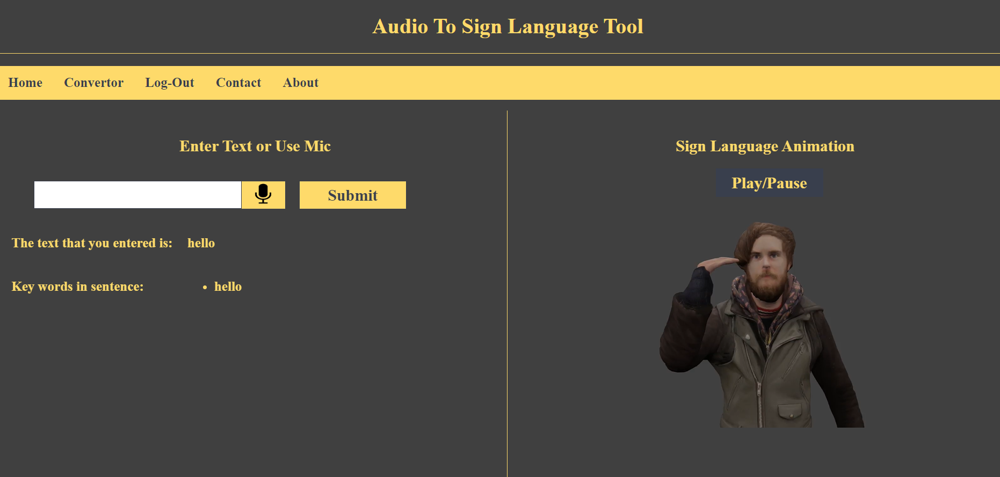 Audio To Sign Language Tool
Home Convertor Log-Out Contact About
Enter Text or Use Mic
Submit
The text that you entered is: hello
Key words in sentence: • hello
Sign Language Animation
Play/Pause